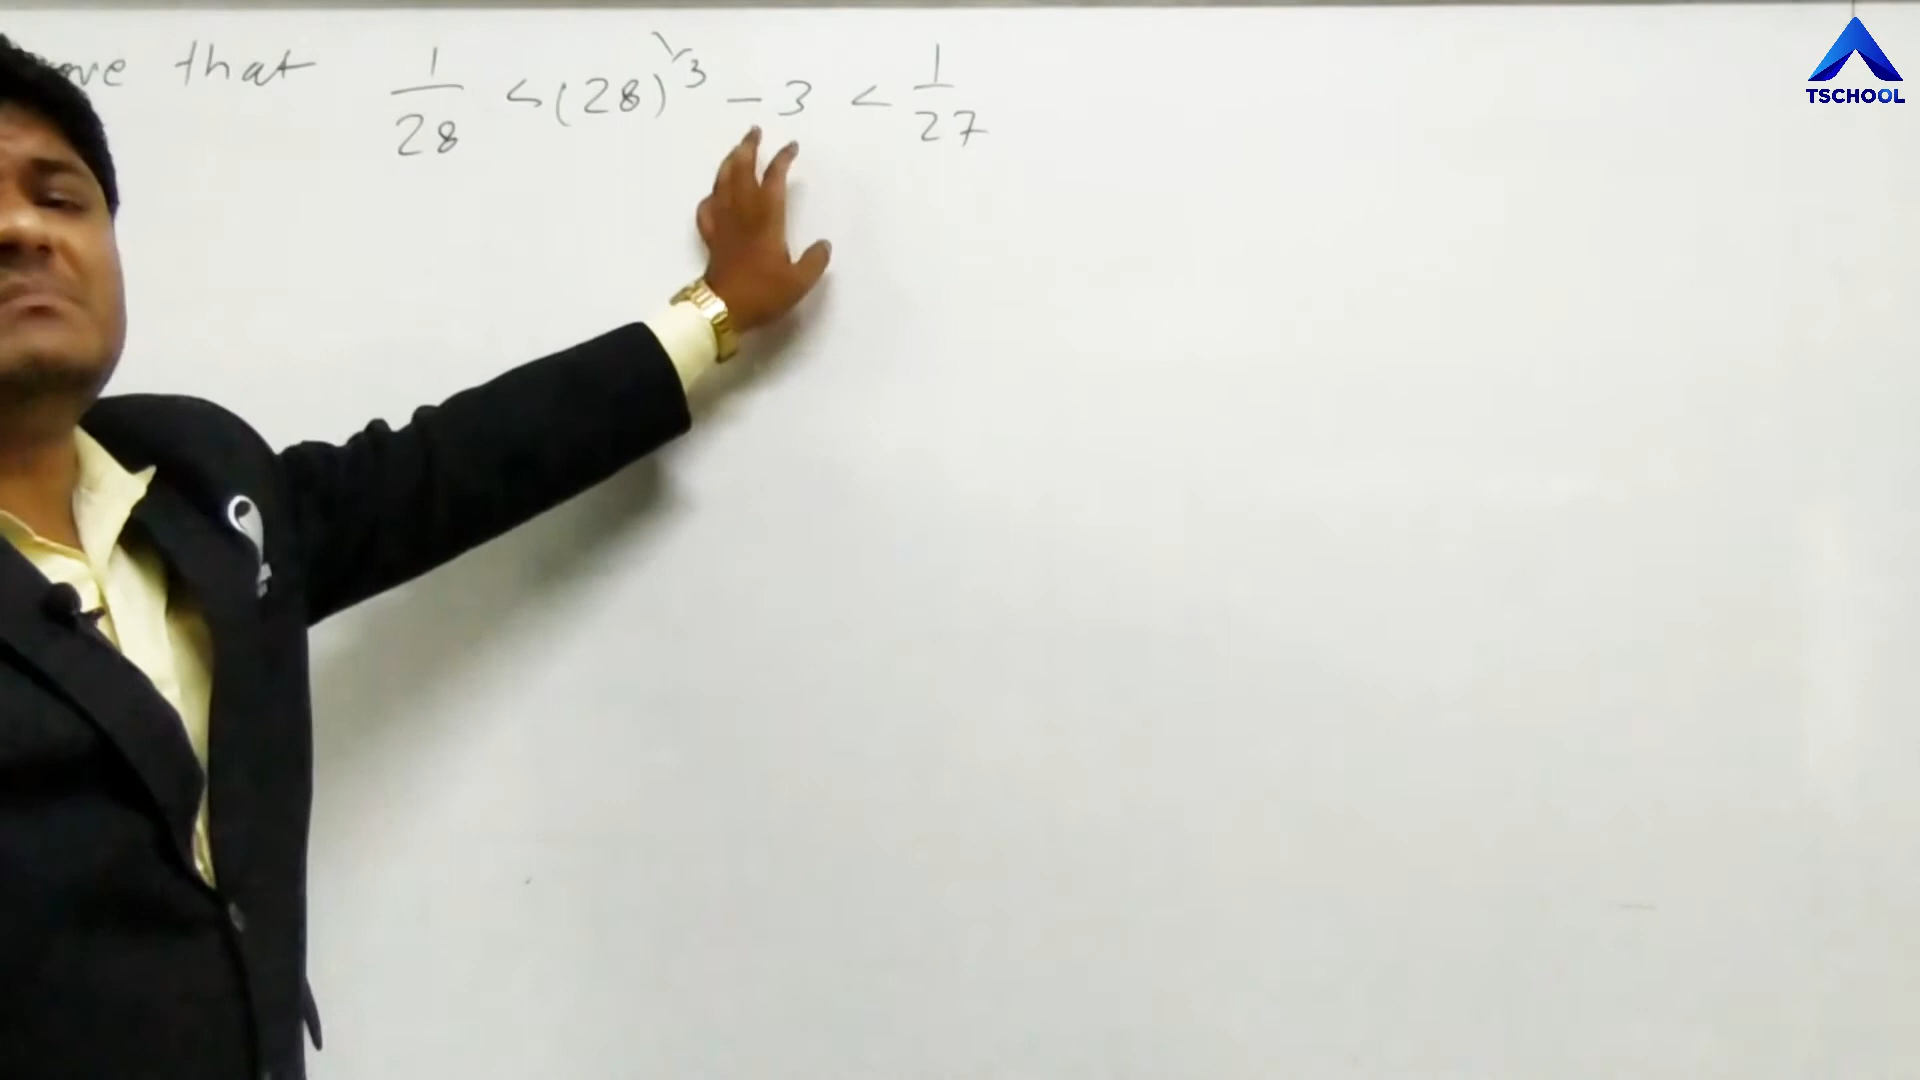 that 1/28 < (28)^1/3 - 3 < 1/27
TSCHOOL